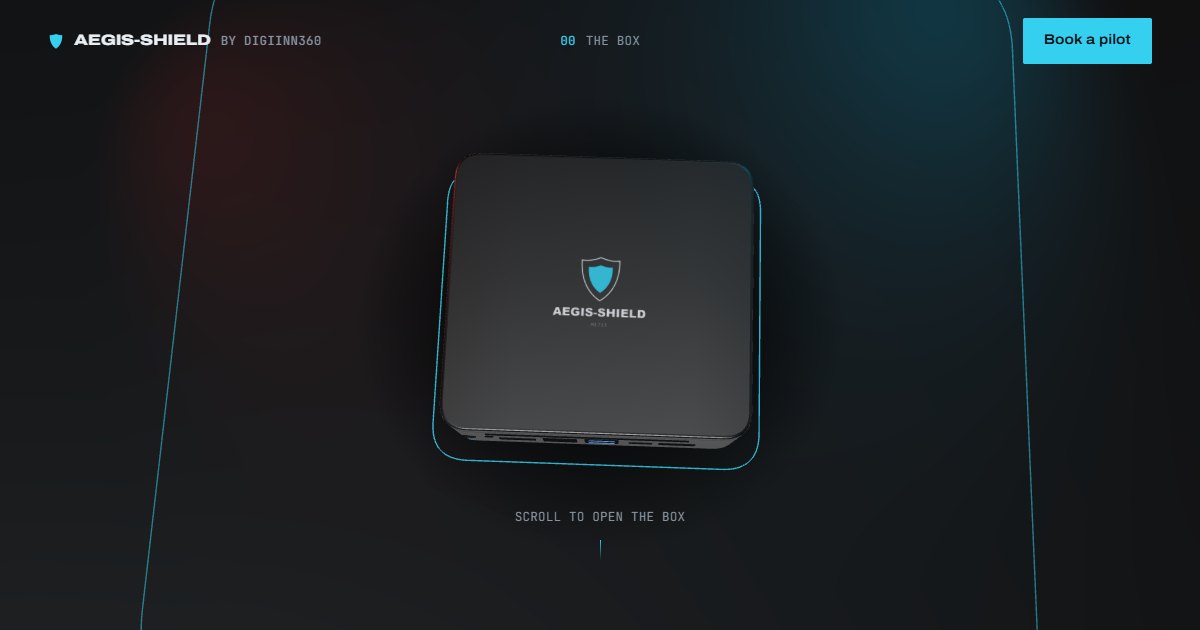 AEGIS-SHIELD BY DIGIINN360
00 THE BOX
Book a pilot
AEGIS-SHIELD
SCROLL TO OPEN THE BOX